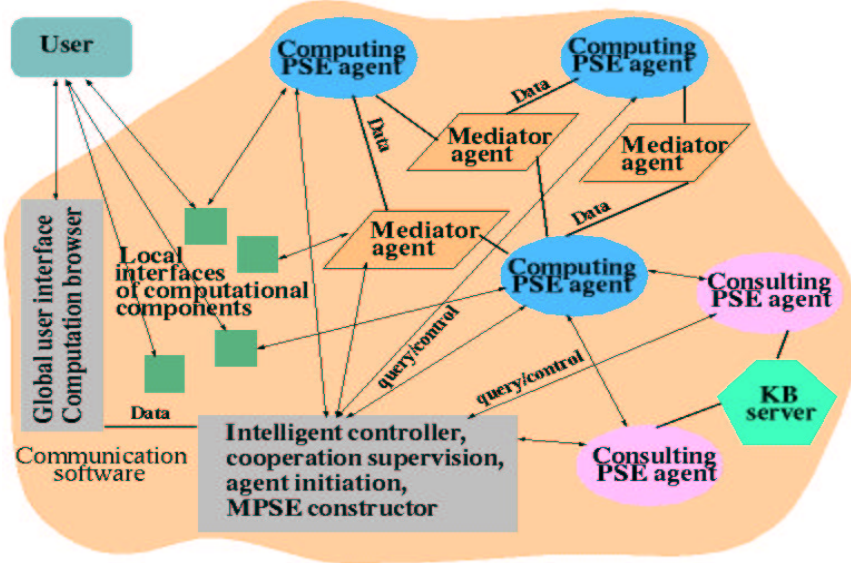 User
Computing
PSE agent
Computing
PSE agent
Data
Data
Mediator
agent
Mediator
agent
Data
Mediator
agent
Global user interface
Computation browser
Local
interfaces
of computational
components
Computing
PSE agent
Consulting
PSE agent
query/control
query/control
KB
server
Data
Communication
software
Intelligent controller,
cooperation supervision,
agent initiation,
MPSE constructor
Consulting
PSE agent